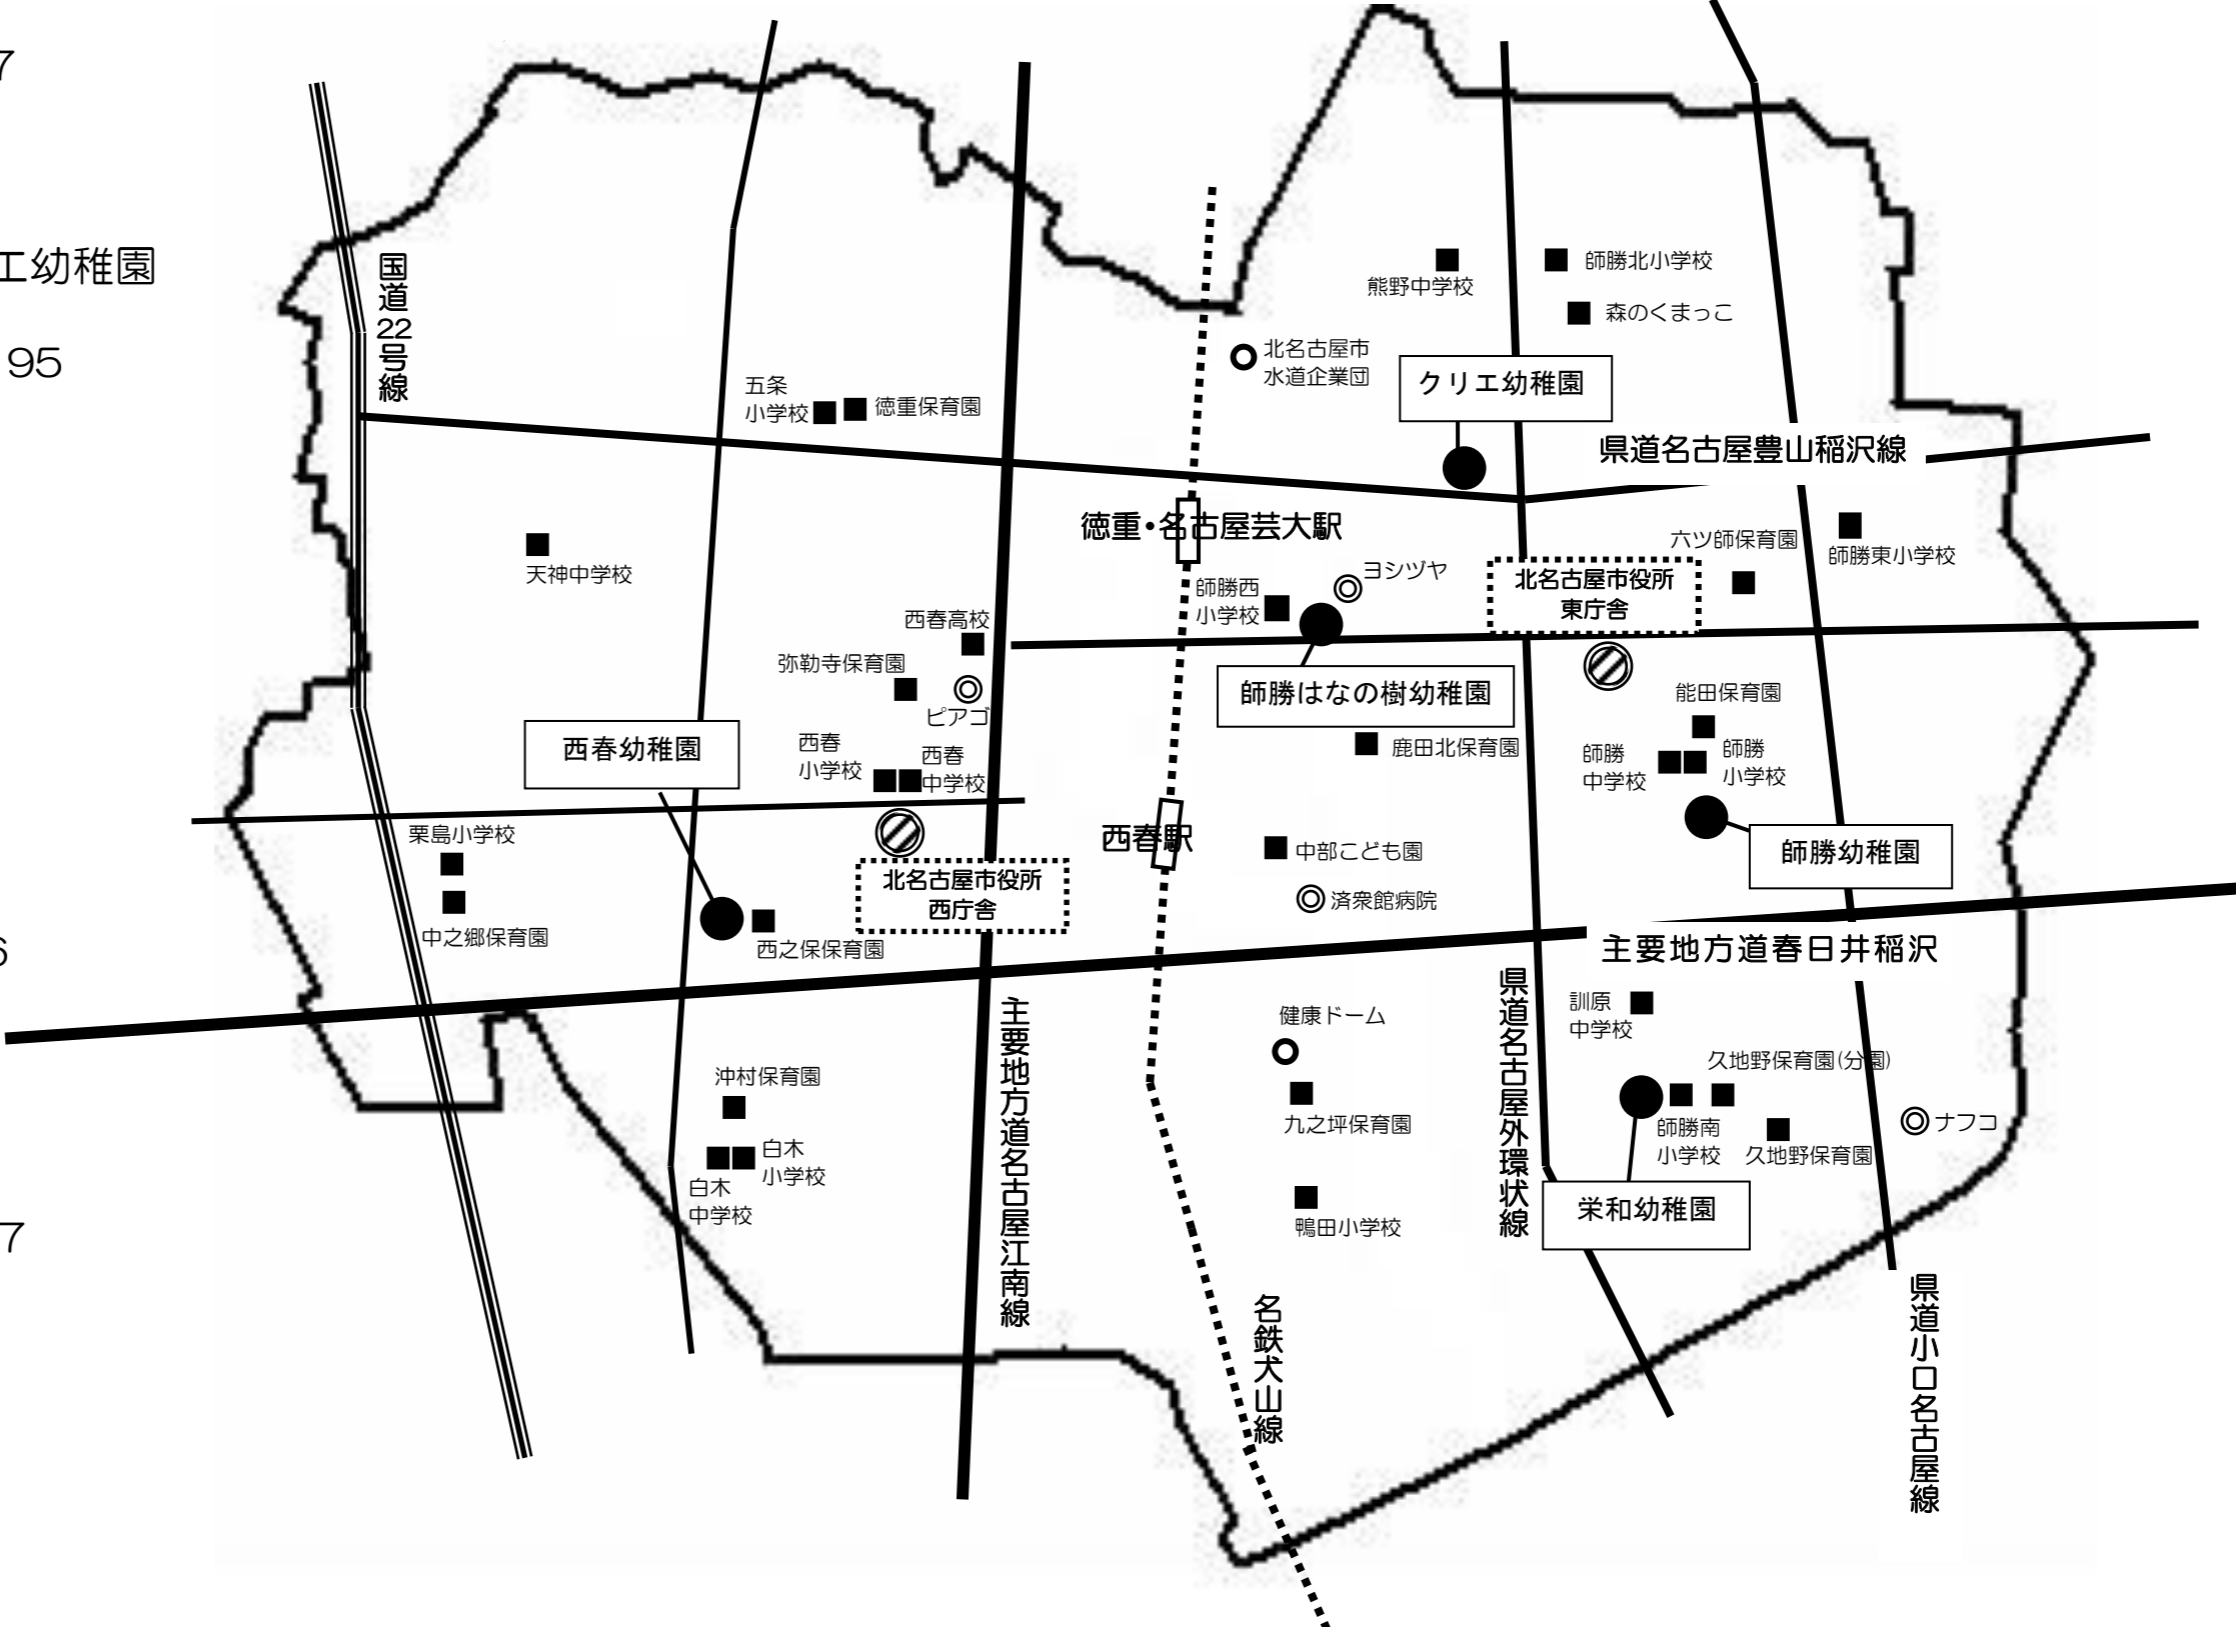 7
エ幼稚園
95
6
7
国道22号線
熊野中学校
師勝北小学校
森のくまっこ
北名古屋市
水道企業団
クリエ幼稚園
五条
小学校
徳重保育園
県道名古屋豊山稲沢線
徳重・名古屋芸大駅
天神中学校
六ツ師保育園
師勝東小学校
ヨシヅヤ
師勝西
小学校
北名古屋市役所
東庁舎
西春高校
弥勒寺保育園
ピアゴ
師勝はなの樹幼稚園
能田保育園
西春幼稚園
西春
小学校
西春
中学校
鹿田北保育園
師勝
中学校
師勝
小学校
栗島小学校
西春駅
中部こども園
師勝幼稚園
北名古屋市役所
西庁舎
済衆館病院
中之郷保育園
西之保保育園
主要地方道春日井稲沢
主要地方道名古屋江南線
県道名古屋外環状線
健康ドーム
訓原
中学校
沖村保育園
九之坪保育園
久地野保育園(分園)
師勝南
小学校
久地野保育園
ナフコ
白木
小学校
白木
中学校
鴨田小学校
栄和幼稚園
名鉄犬山線
県道小口名古屋線